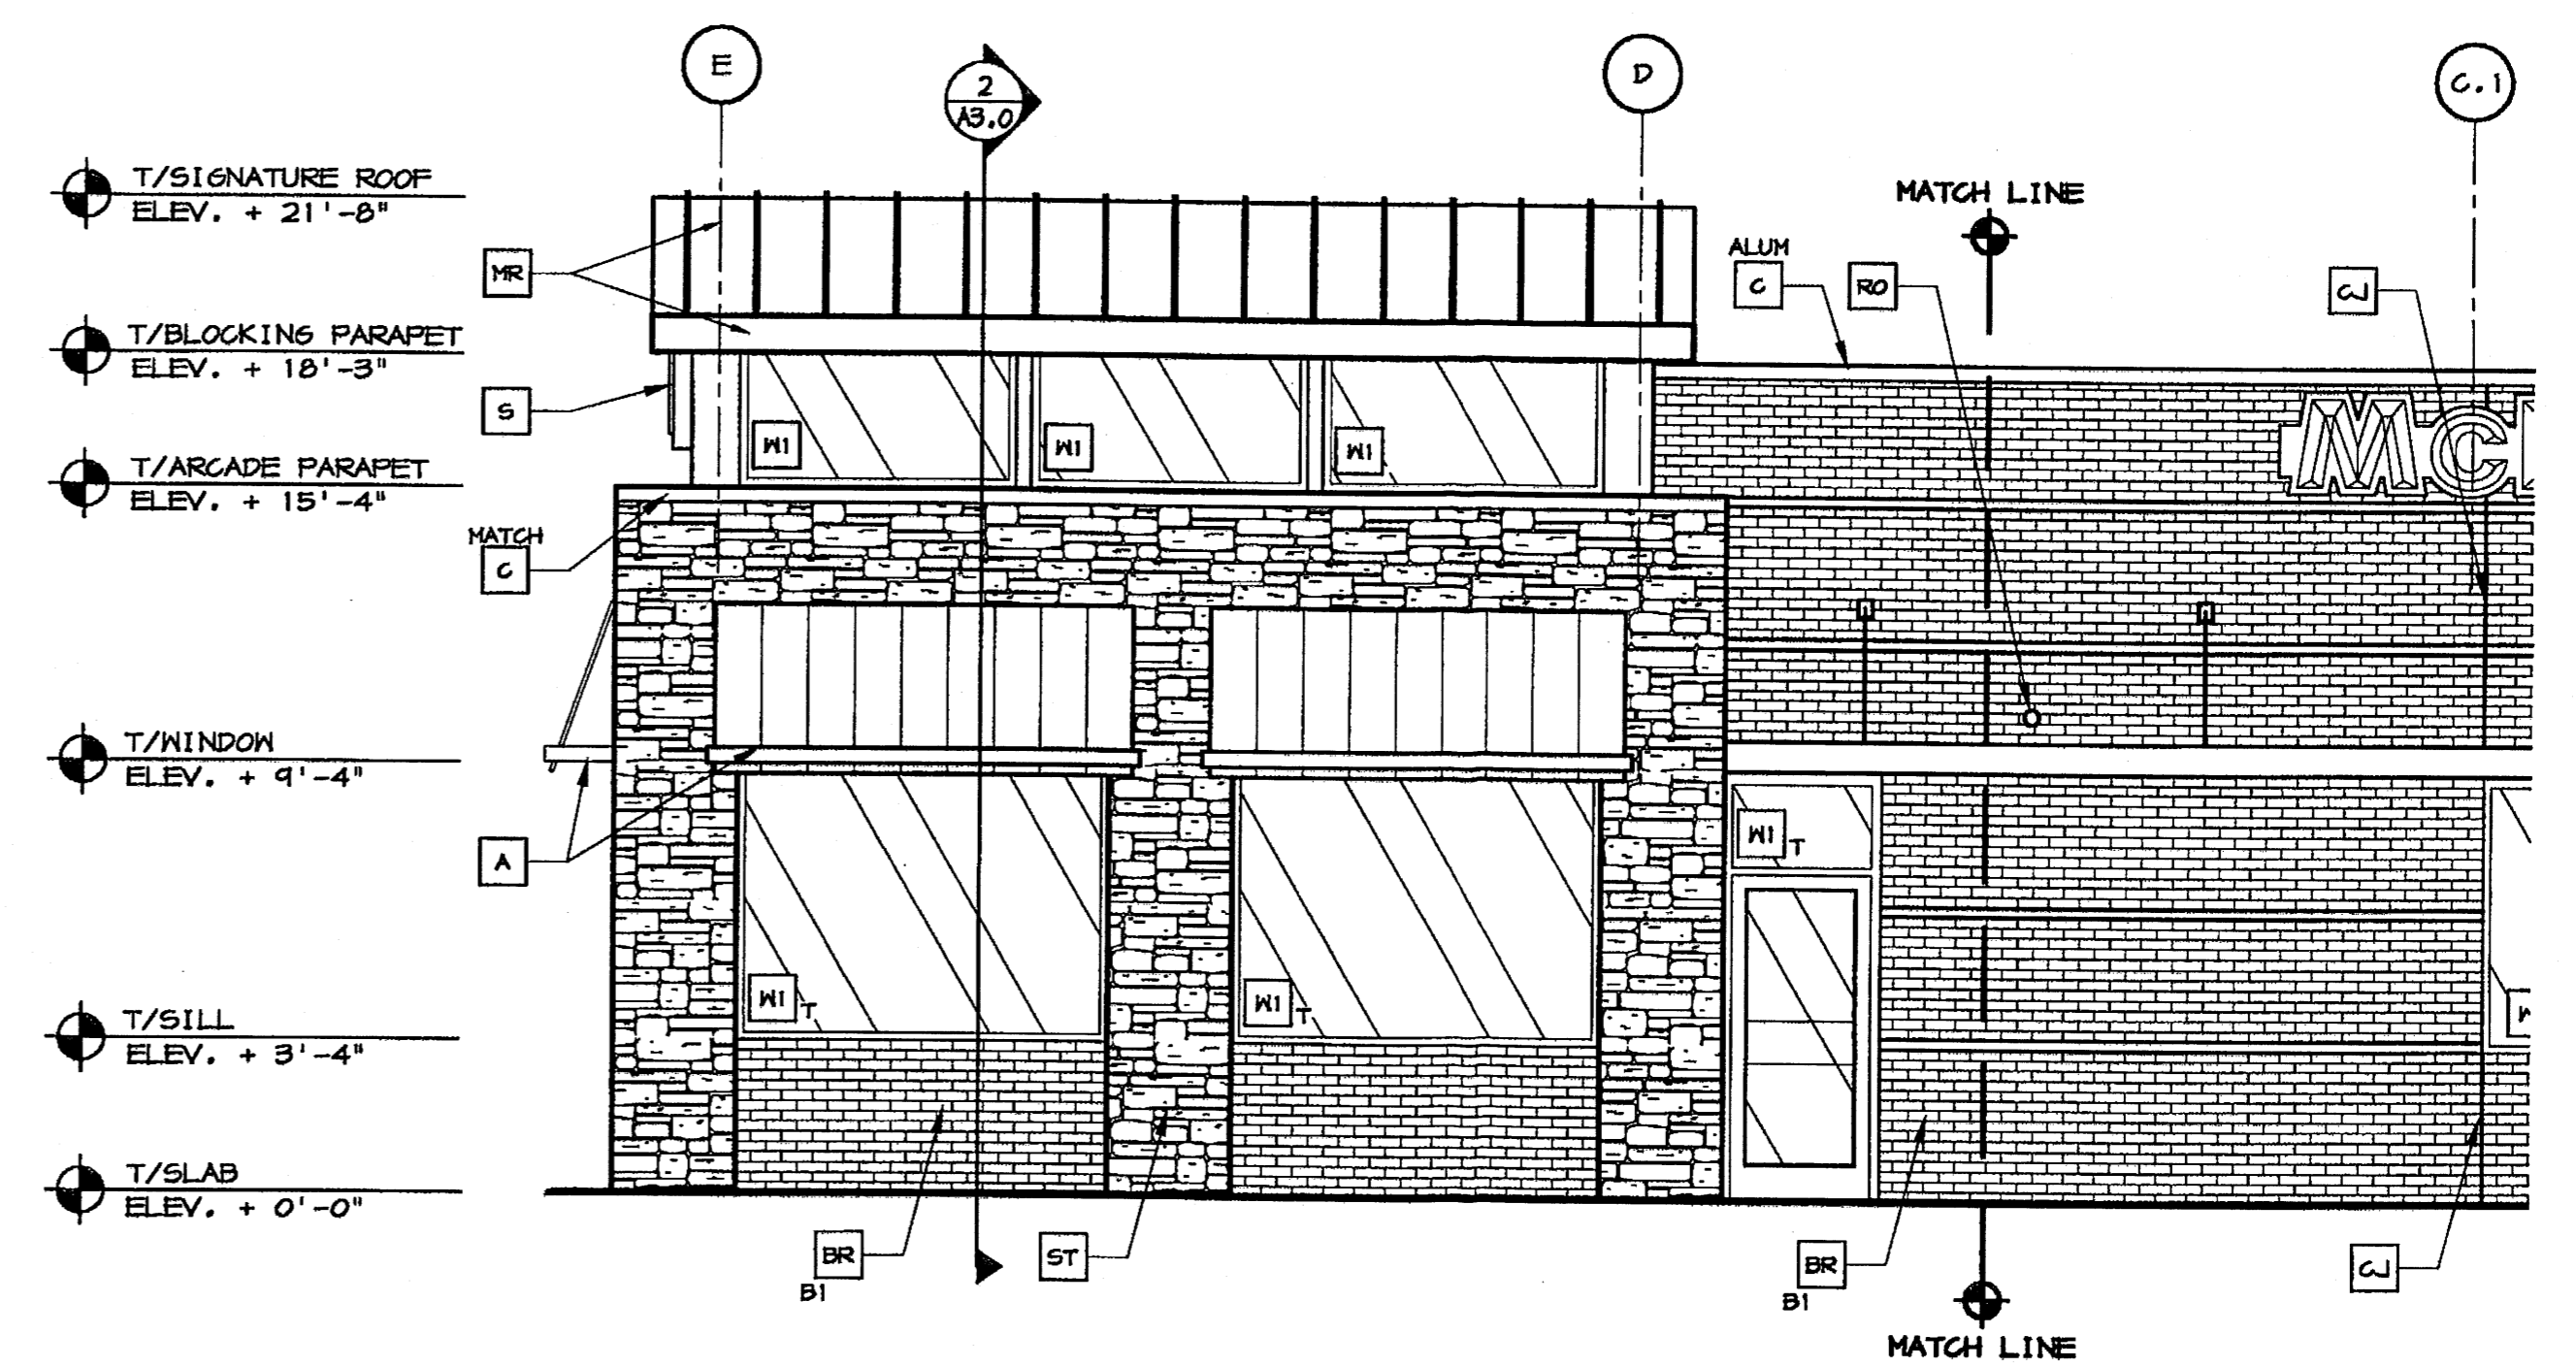 E
2
A3.0
D
C.1
T/SIGNATURE ROOF
ELEV. + 21'-8"
MATCH LINE
MR
ALUM
C
RO
CJ
T/BLOCKING PARAPET
ELEV. + 18'-3"
S
W1
W1
W1
MC
T/ARCADE PARAPET
ELEV. + 15'-4"
MATCH
C
T/WINDOW
ELEV. + 9'-4"
A
W1 T
W1 T
W1 T
T/SILL
ELEV. + 3'-4"
T/SLAB
ELEV. + 0'-0"
BR
B1
ST
BR
B1
CJ
MATCH LINE